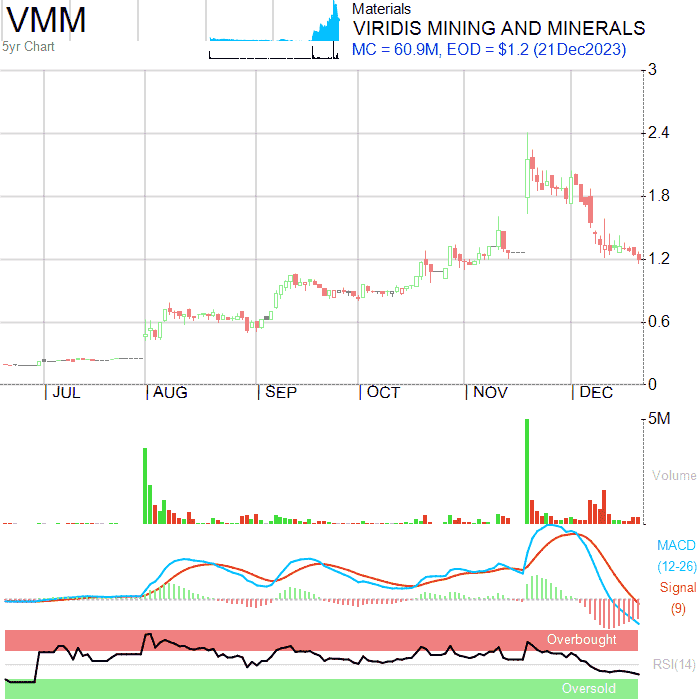 VMM
5yr Chart
Materials
VIRIDIS MINING AND MINERALS
MC = 60.9M, EOD = $1.2 (21Dec2023)
3
2.4
1.8
1.2
0.6
0
JUL AUG SEP OCT NOV DEC
5M
Volume
MACD
(12-26)
Signal
(9)
Overbought
RSI(14)
Oversold